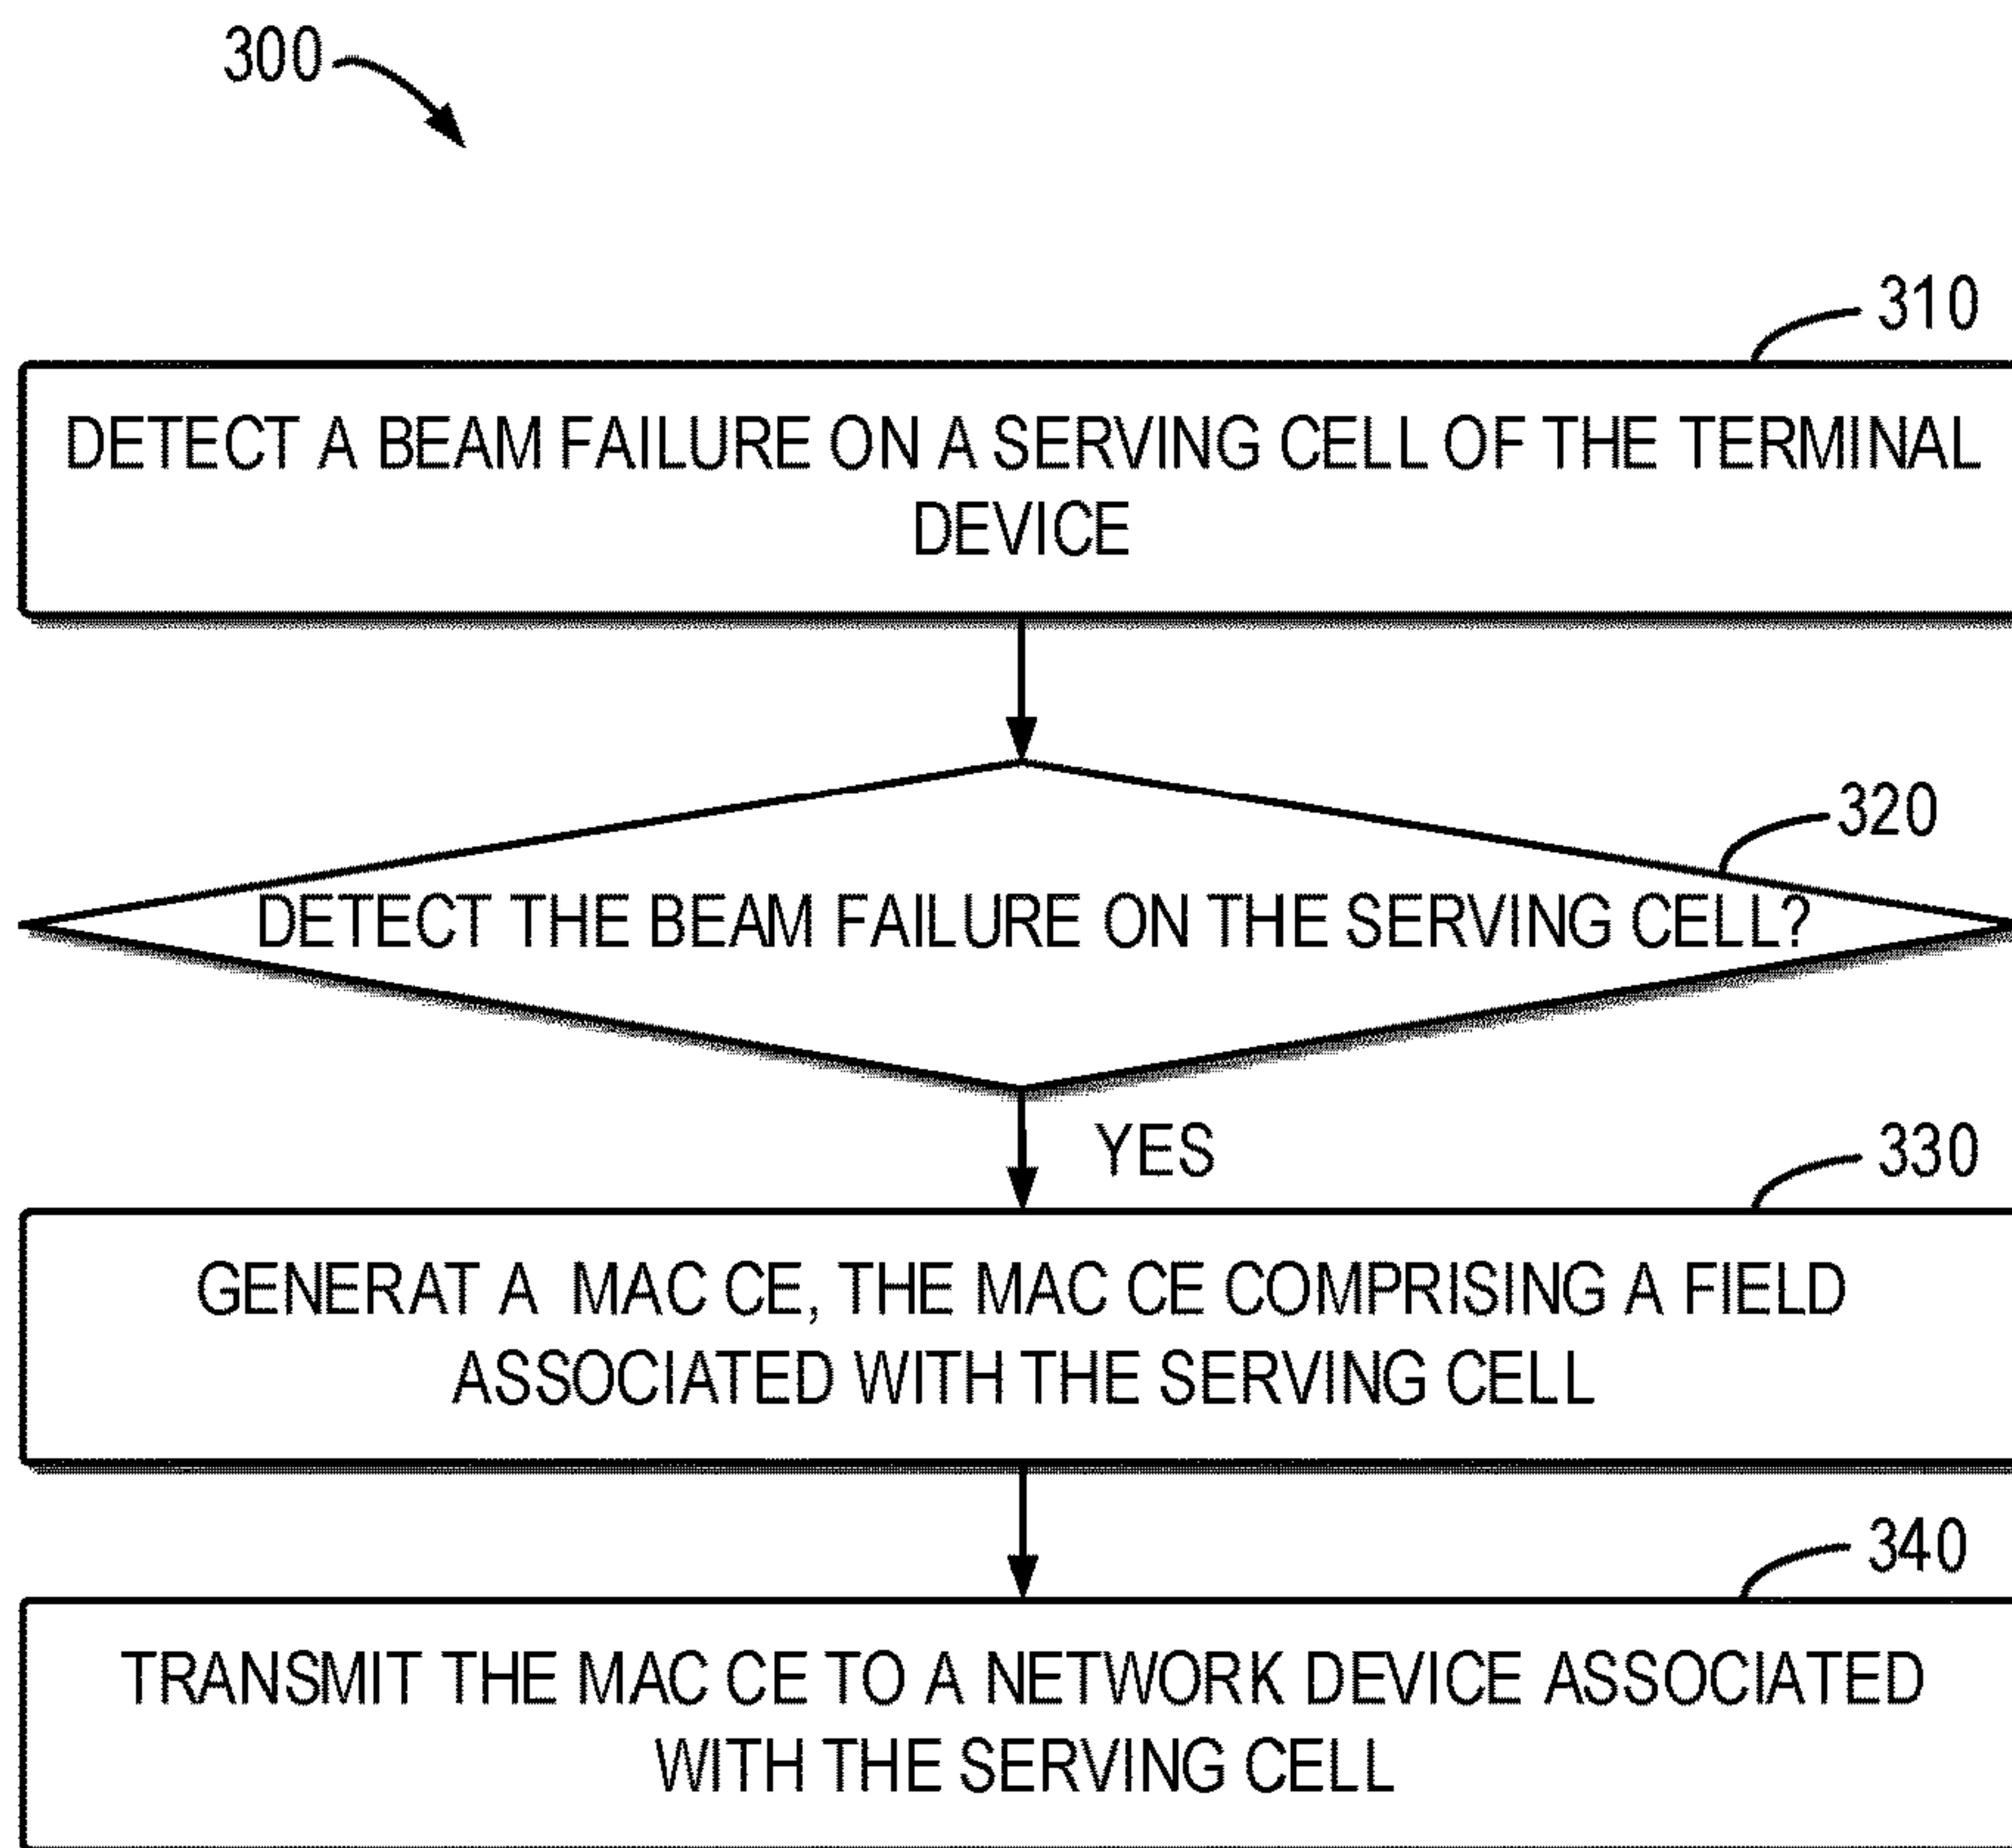 300
310
DETECT A BEAM FAILURE ON A SERVING CELL OF THE TERMINAL
DEVICE
320
DETECT THE BEAM FAILURE ON THE SERVING CELL?
YES
330
GENERAT A MAC CE, THE MAC CE COMPRISING A FIELD
ASSOCIATED WITH THE SERVING CELL
340
TRANSMIT THE MAC CE TO A NETWORK DEVICE ASSOCIATED
WITH THE SERVING CELL